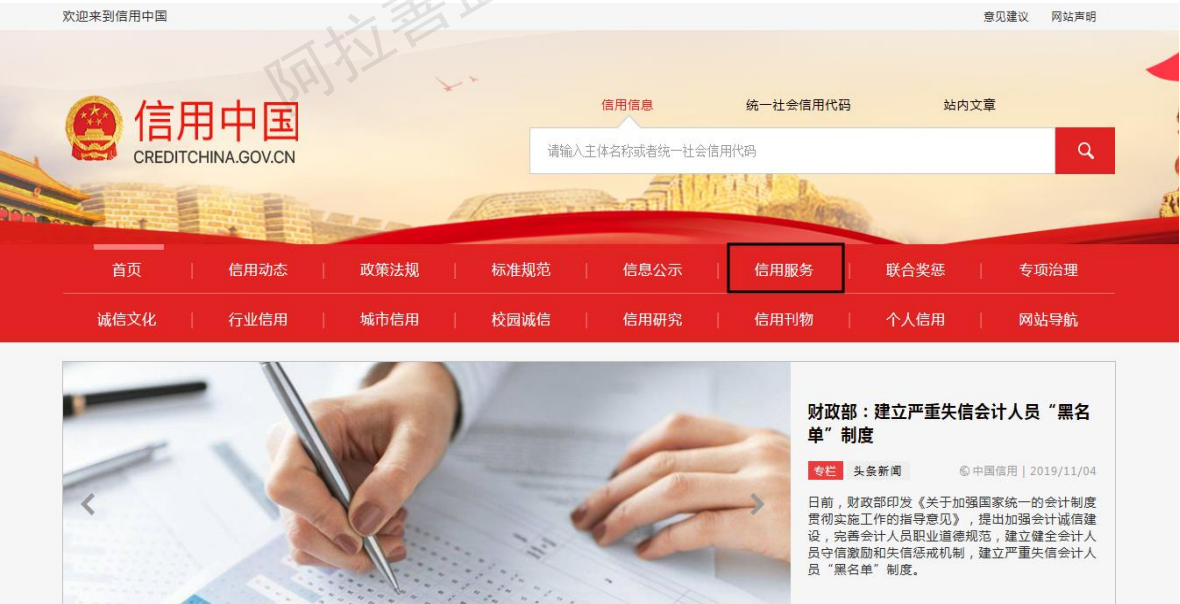 欢迎来到信用中国
意见建议 网站声明
阿拉善
信用中国
CREDITCHINA.GOV.CN
信用信息 统一社会信用代码 站内文章
请输入主体名称或者统一社会信用代码
首页 信用动态 政策法规 标准规范 信息公示 信用服务 联合奖惩 专项治理
诚信文化 行业信用 城市信用 校园诚信 信用研究 信用刊物 个人信用 网站导航
财政部：建立严重失信会计人员“黑名
单”制度
专栏 头条新闻 ©中国信用 | 2019/11/04
日前，财政部印发《关于加强国家统一的会计制度
贯彻实施工作的指导意见》，提出加强会计诚信建
设，完善会计人员职业道德规范，建立健全会计人
员守信激励和失信惩戒机制，建立严重失信会计人
员“黑名单”制度。